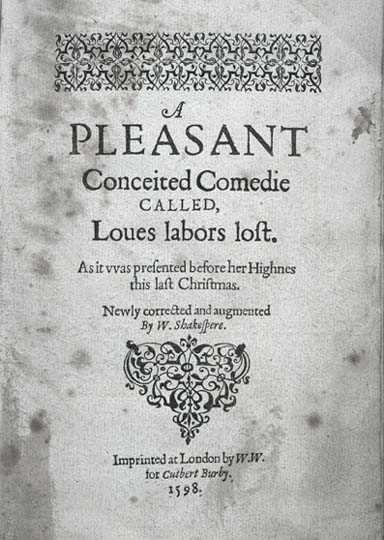 A
PLEASANT
Conceited Comedie
CALLED,
Loues labors lost.
As it vvas presented before her Highnes
this last Christmas.
Newly corrected and augmented
By W. Shakespere.
Imprinted at London by W.W.
for Cutbert Burby.
1598.